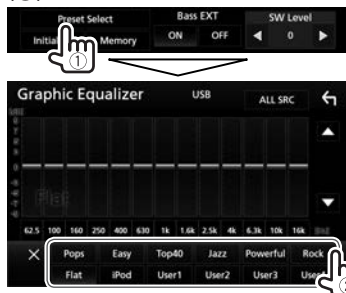 Preset Select Bass EXT SW Level
Memory ON OFF 0
①
Graphic Equalizer USB ALL SRC
62.5 100 160 250 400 630 1k 1.6k 2.5k 4k 6.3k 10k 16k
Pops Easy Top40 Jazz Powerful Rock
Flat iPod User1 User2 User3